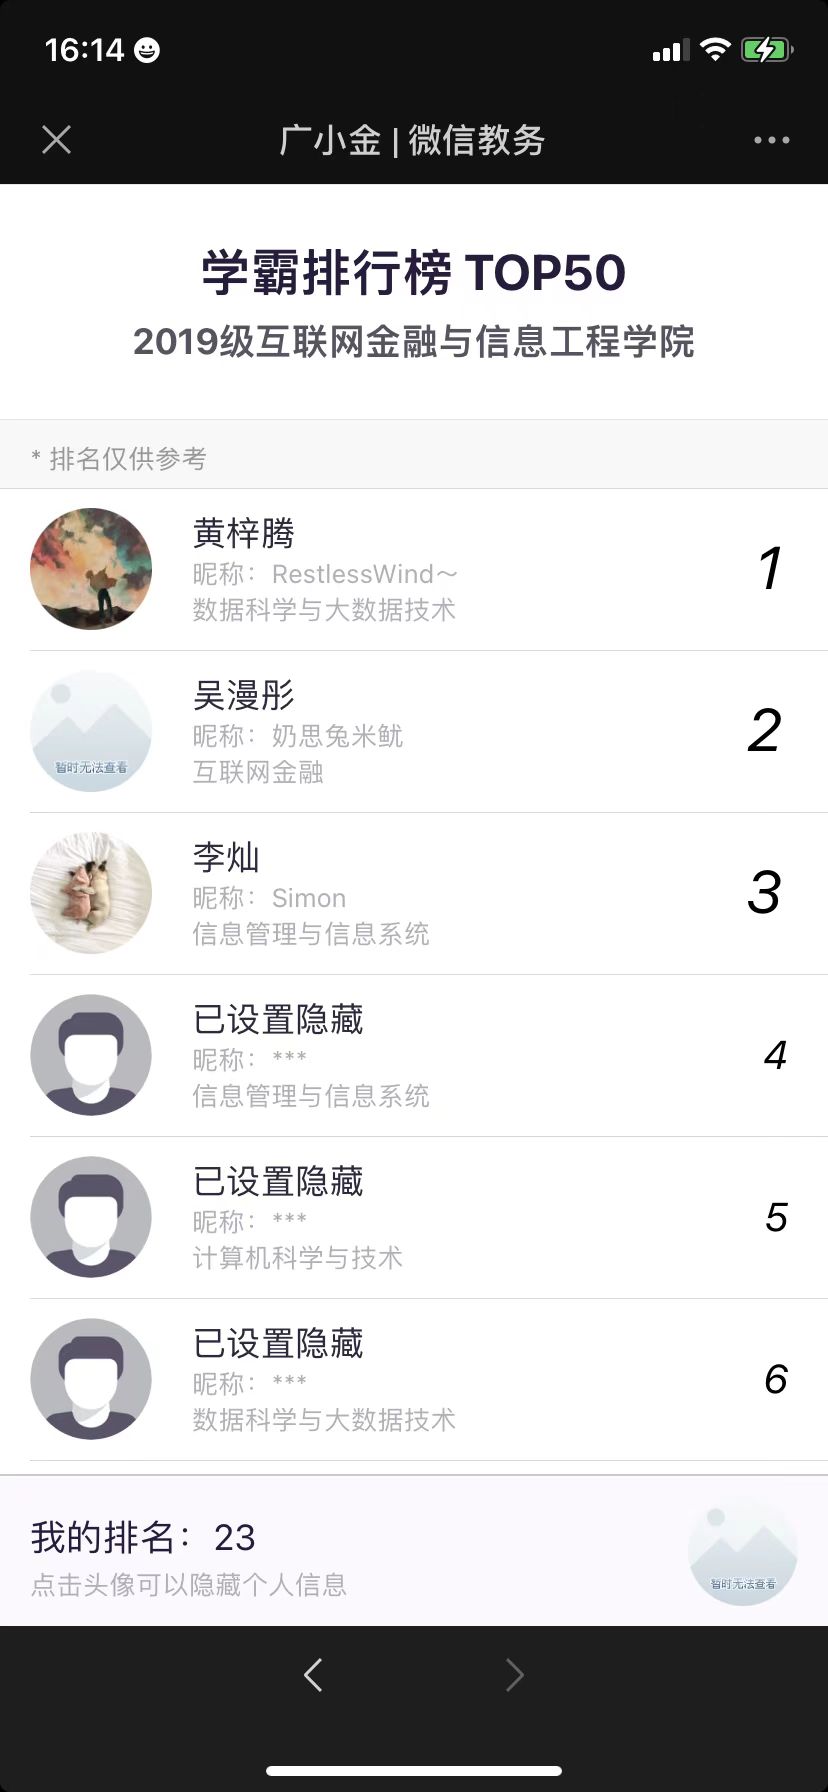 16:14
广小金 | 微信教务
学霸排行榜 TOP50
2019级互联网金融与信息工程学院
* 排名仅供参考
黄梓腾
昵称：RestlessWind～
数据科学与大数据技术
1
吴漫彤
昵称：奶思兔米鱿
互联网金融
2
暂时无法查看
李灿
昵称：Simon
信息管理与信息系统
3
已设置隐藏
昵称：***
信息管理与信息系统
4
已设置隐藏
昵称：***
计算机科学与技术
5
已设置隐藏
昵称：***
数据科学与大数据技术
6
我的排名：23
点击头像可以隐藏个人信息
暂时无法查看